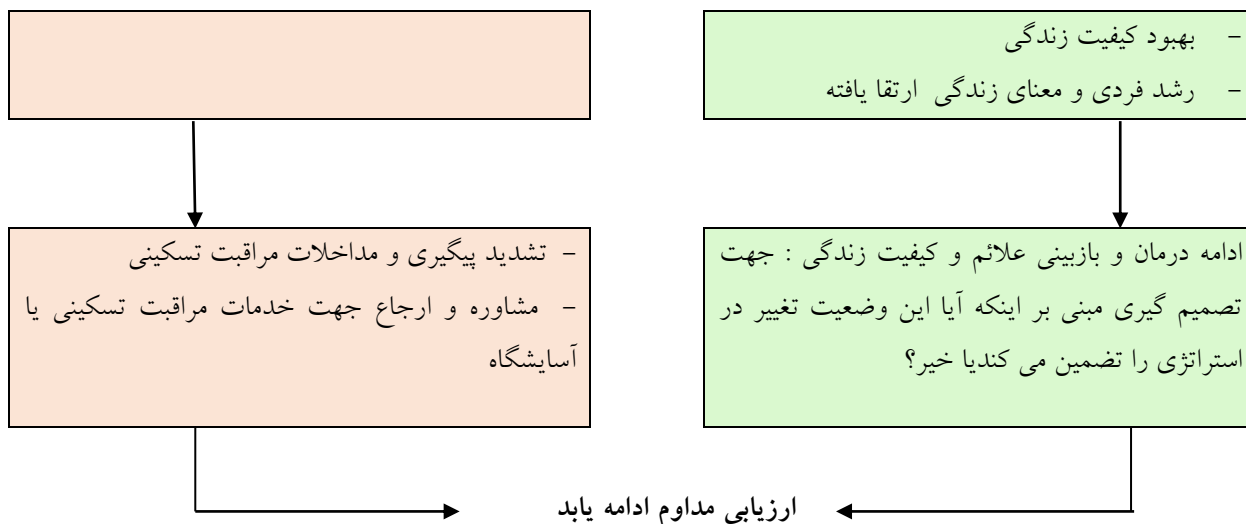 - بهبود کیفیت زندگی
- رشد فردی و معنای زندگی ارتقا یافته
ادامه درمان و بازبینی علائم و کیفیت زندگی : جهت
تصمیم گیری مبنی بر اینکه آیا این وضعیت تغییر در
استراتژی را تضمین می کندیا خیر؟
- تشدید پیگیری و مداخلات مراقبت تسکینی
- مشاوره و ارجاع جهت خدمات مراقبت تسکینی یا
آسایشگاه
ارزیابی مداوم ادامه یابد